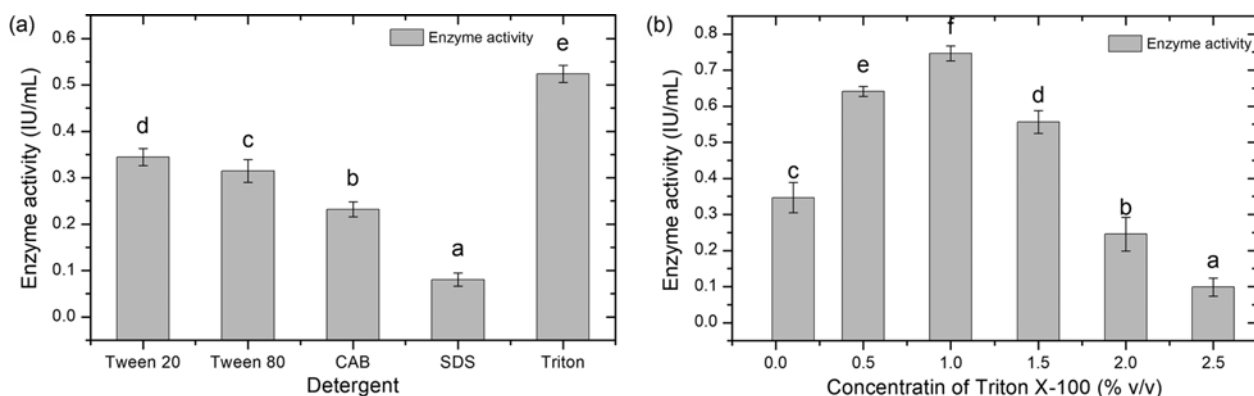 (a)
Enzyme activity
Enzyme activity (IU/mL)
0.6
0.5
0.4
0.3
0.2
0.1
0.0
d
c
b
a
e
Tween 20 Tween 80 CAB SDS Triton
Detergent
(b)
Enzyme activity
Enzyme activity (IU/mL)
0.8
0.7
0.6
0.5
0.4
0.3
0.2
0.1
0.0
c
e
f
d
b
a
0.0 0.5 1.0 1.5 2.0 2.5
Concentratin of Triton X-100 (% v/v)